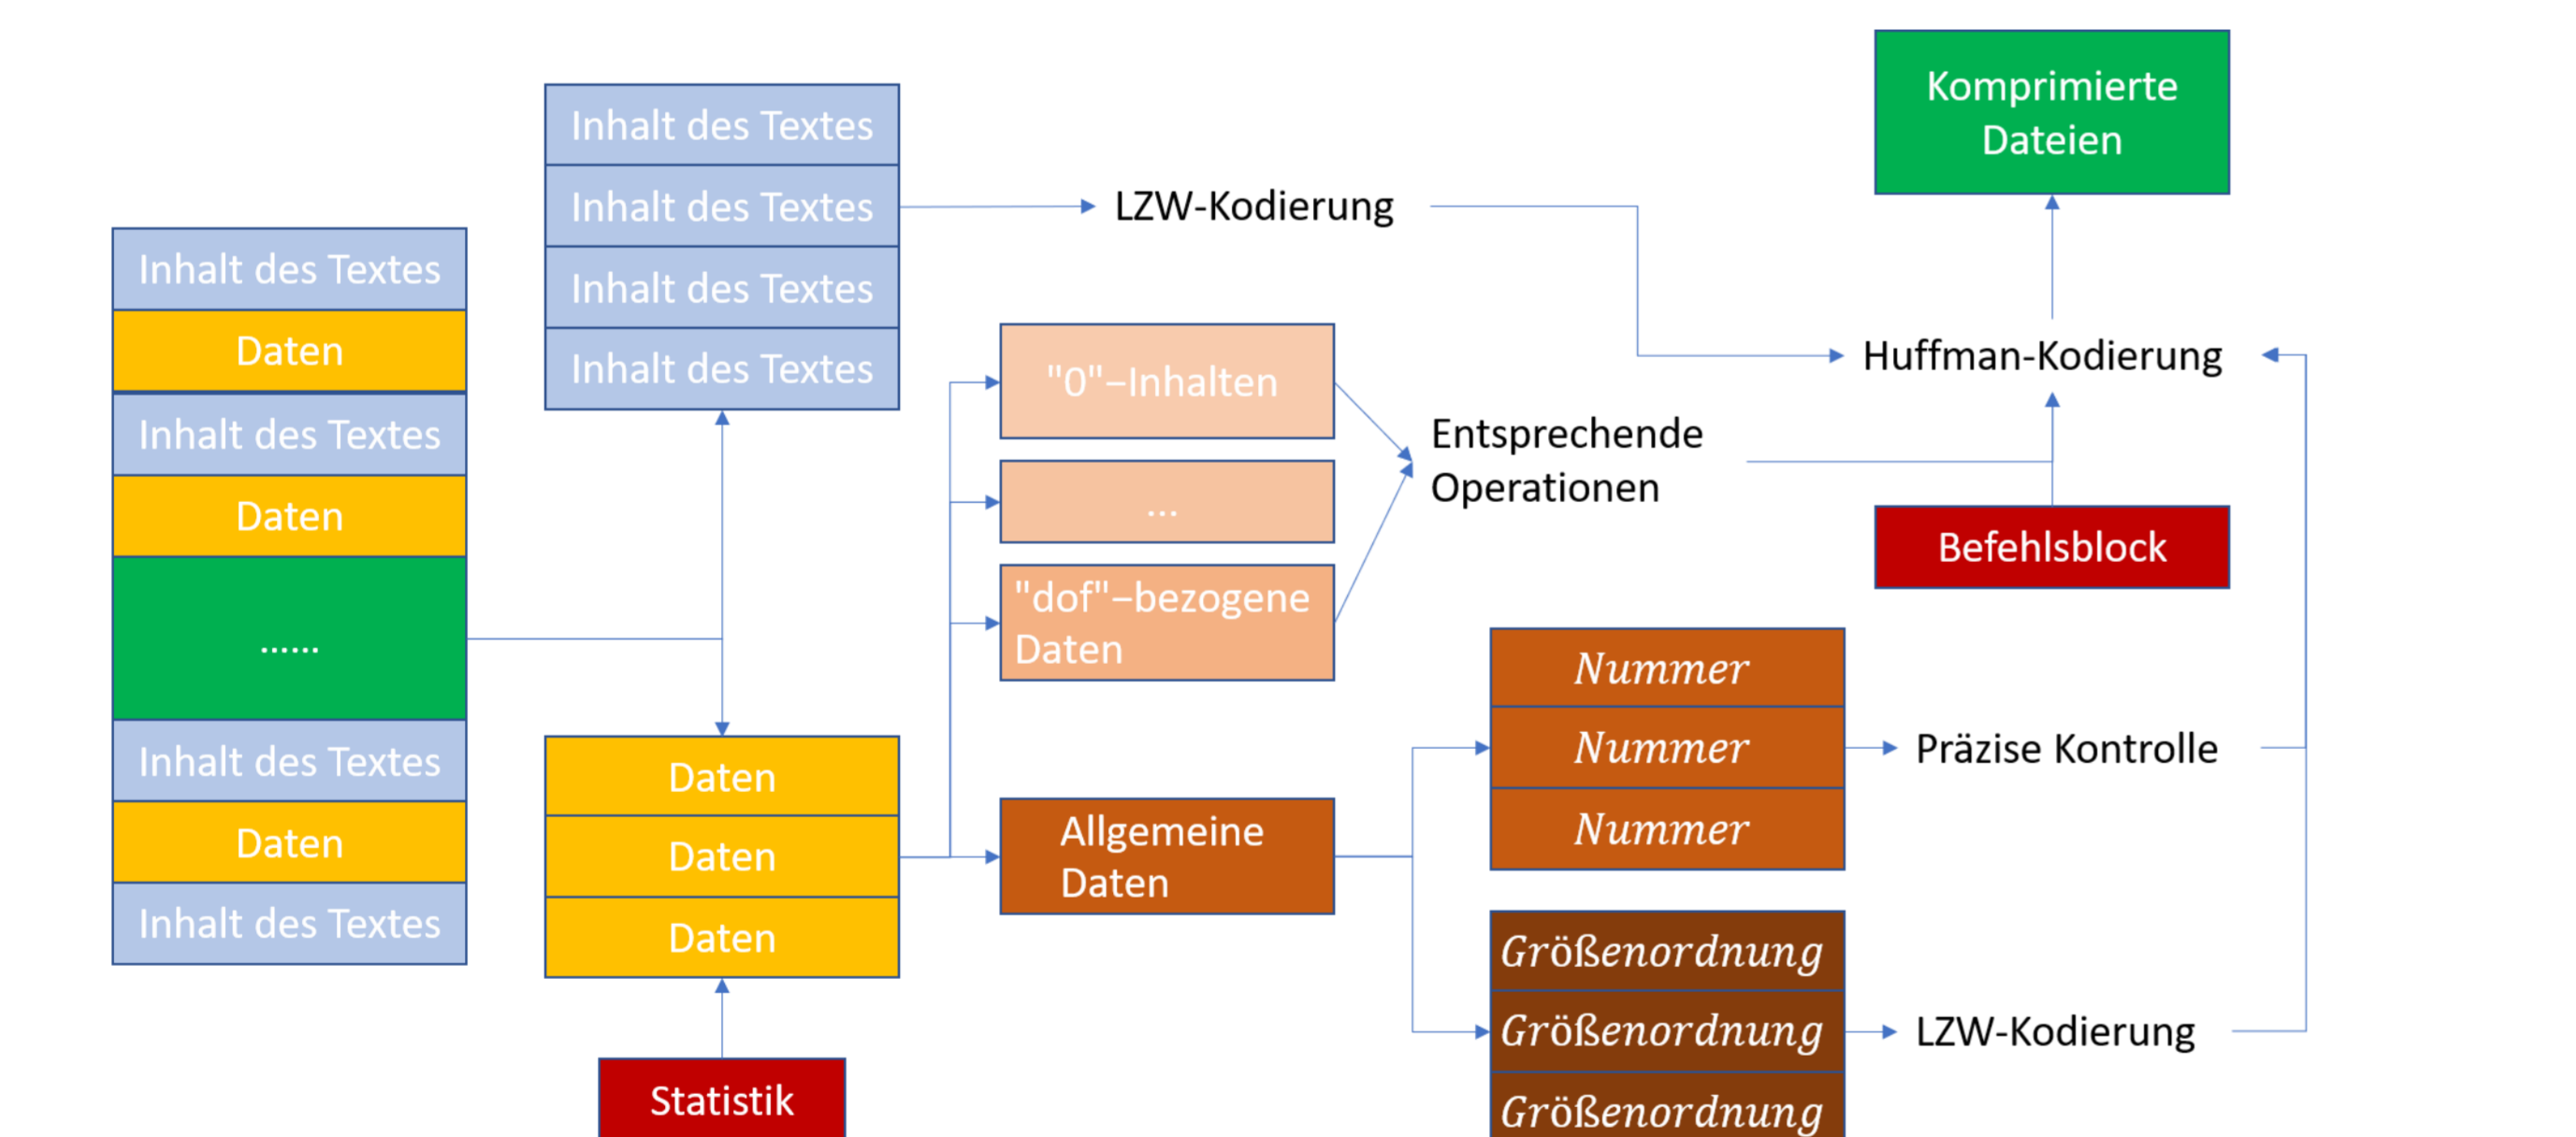 Inhalt des Textes
Daten
Inhalt des Textes
Daten
......
Inhalt des Textes
Daten
Inhalt des Textes
Inhalt des Textes
Inhalt des Textes
Inhalt des Textes
Inhalt des Textes
Daten
Daten
Daten
Statistik
LZW-Kodierung
"0"–Inhalten
...
"dof"–bezogene
Daten
Allgemeine
Daten
Entsprechende
Operationen
Nummer
Nummer
Nummer
Größenordnung
Größenordnung
Größenordnung
Komprimierte
Dateien
Huffman-Kodierung
Befehlsblock
Präzise Kontrolle
LZW-Kodierung